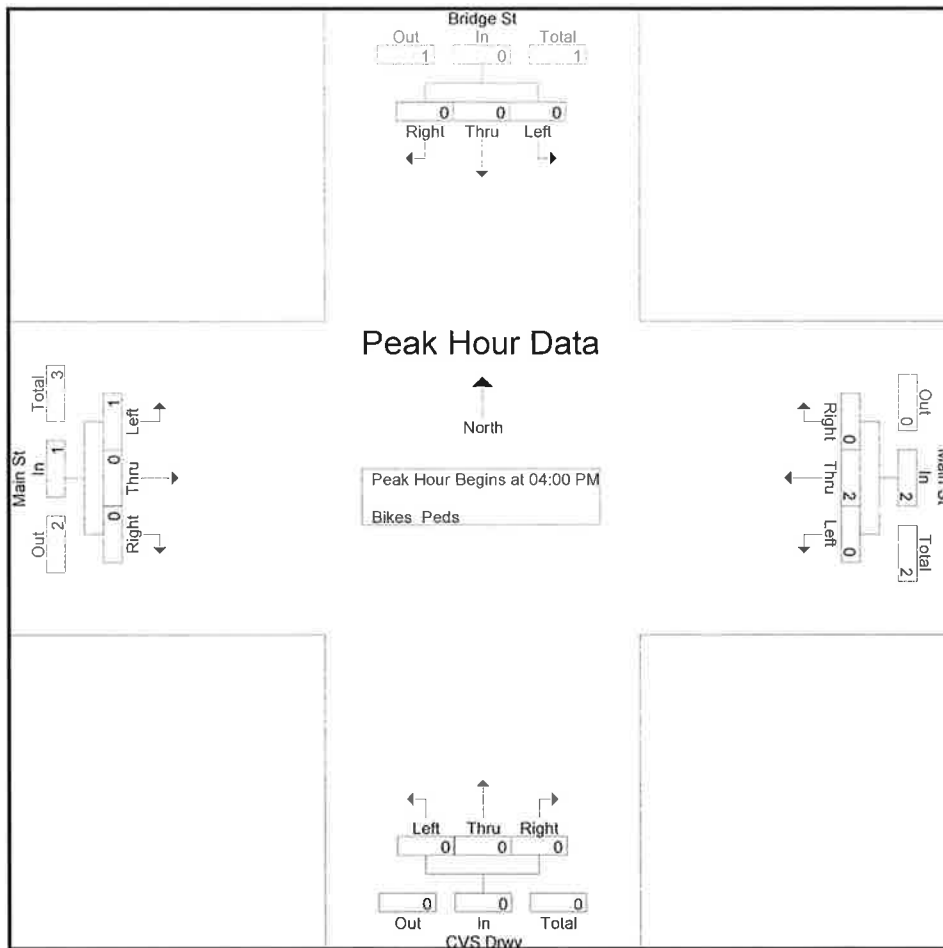 Bridge St
Out In Total
1 0 1
0 0 0
Right Thru Left
Peak Hour Data
North
Peak Hour Begins at 04:00 PM
Bikes Peds
Main St
Out In Total
2 1 3
0 0 1
Right Thru Left
Main St
Out In Total
0 2 2
0 2 0
Right Thru Left
Left Thru Right
0 0 0
0 0 0
Out In Total
CVS Drwy